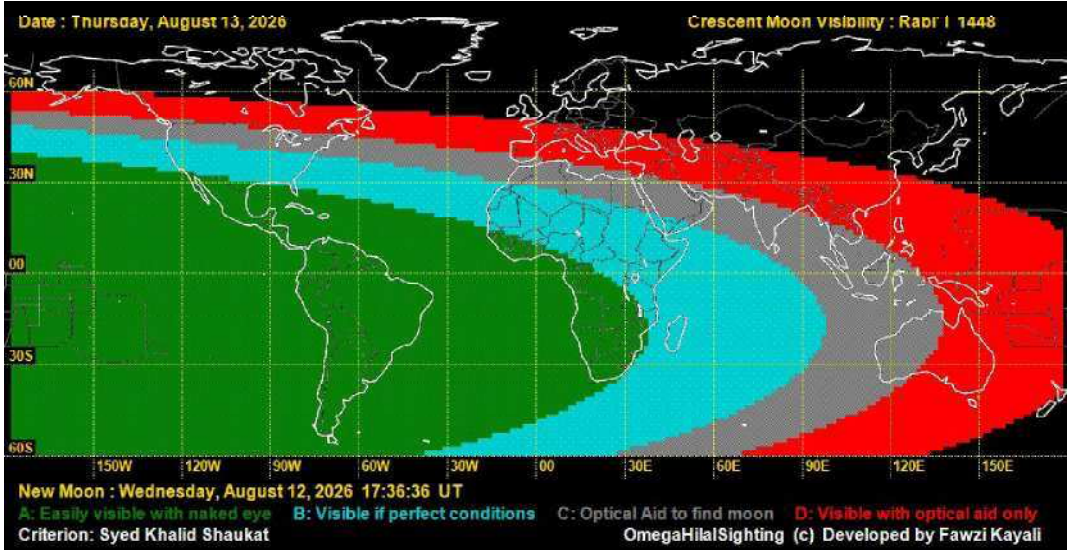 Date : Thursday, August 13, 2026 Crescent Moon Visibility : Rabi' I 1448
60N
30N
00
30S
60S
150W 120W 90W 60W 30W 00 30E 60E 90E 120E 150E
New Moon : Wednesday, August 12, 2026 17:36:36 UT
A: Easily visible with naked eye B: Visible if perfect conditions C: Optical Aid to find moon D: Visible with optical aid only
Criterion: Syed Khalid Shaukat OmegaHilalSighting (c) Developed by Fawzi Kayali